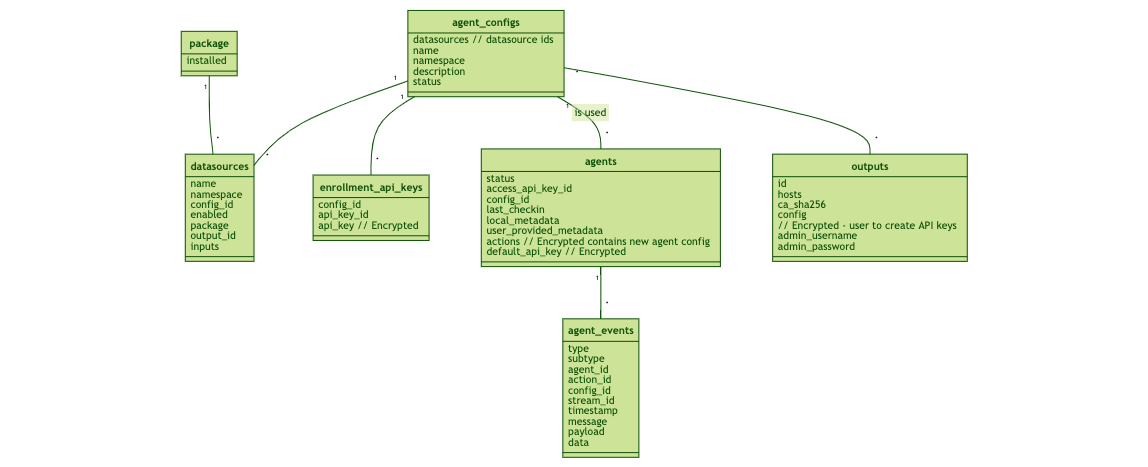 agent_configs
datasources // datasource ids
name
namespace
description
status
package
installed
1
*
1
*
1
*
1
is used
*
*
*
datasources
name
namespace
config_id
enabled
package
output_id
inputs
enrollment_api_keys
config_id
api_key_id
api_key // Encrypted
agents
status
access_api_key_id
config_id
last_checkin
local_metadata
user_provided_metadata
actions // Encrypted contains new agent config
default_api_key // Encrypted
outputs
id
hosts
ca_sha256
config
// Encrypted - user to create API keys
admin_username
admin_password
1
*
agent_events
type
subtype
agent_id
action_id
config_id
stream_id
timestamp
message
payload
data